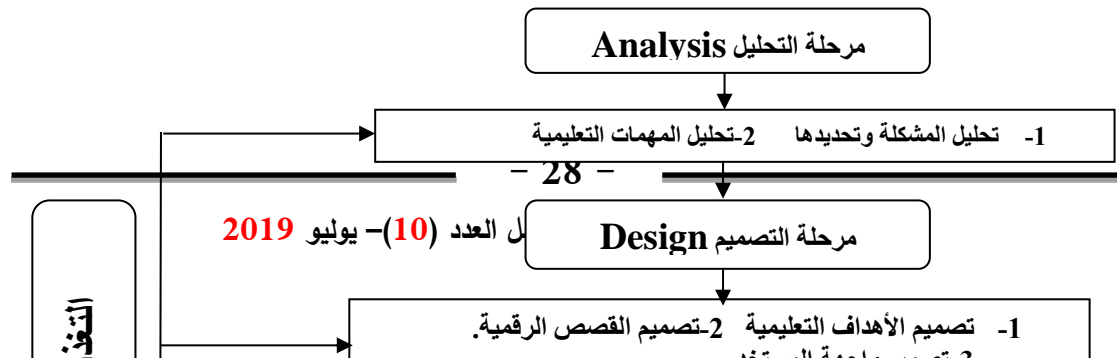 مرحلة التحليل Analysis
1- تحليل المشكلة وتحديدها 2-تحليل المهمات التعليمية
- 28 -
العدد (10)– يوليو 2019
مرحلة التصميم Design
1- تصميم الأهداف التعليمية 2-تصميم القصص الرقمية.